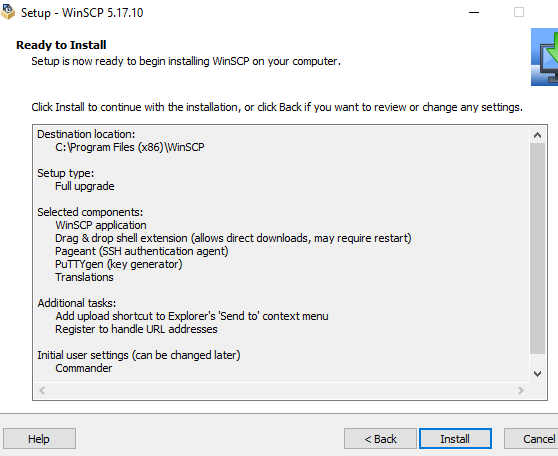 Setup - WinSCP 5.17.10
Ready to Install
Setup is now ready to begin installing WinSCP on your computer.
Click Install to continue with the installation, or click Back if you want to review or change any settings.
Destination location:
C:\Program Files (x86)\WinSCP
Setup type:
Full upgrade
Selected components:
WinSCP application
Drag & drop shell extension (allows direct downloads, may require restart)
Pageant (SSH authentication agent)
PuTTYgen (key generator)
Translations
Additional tasks:
Add upload shortcut to Explorer's 'Send to' context menu
Register to handle URL addresses
Initial user settings (can be changed later)
Commander
Help
< Back
Install
Cancel